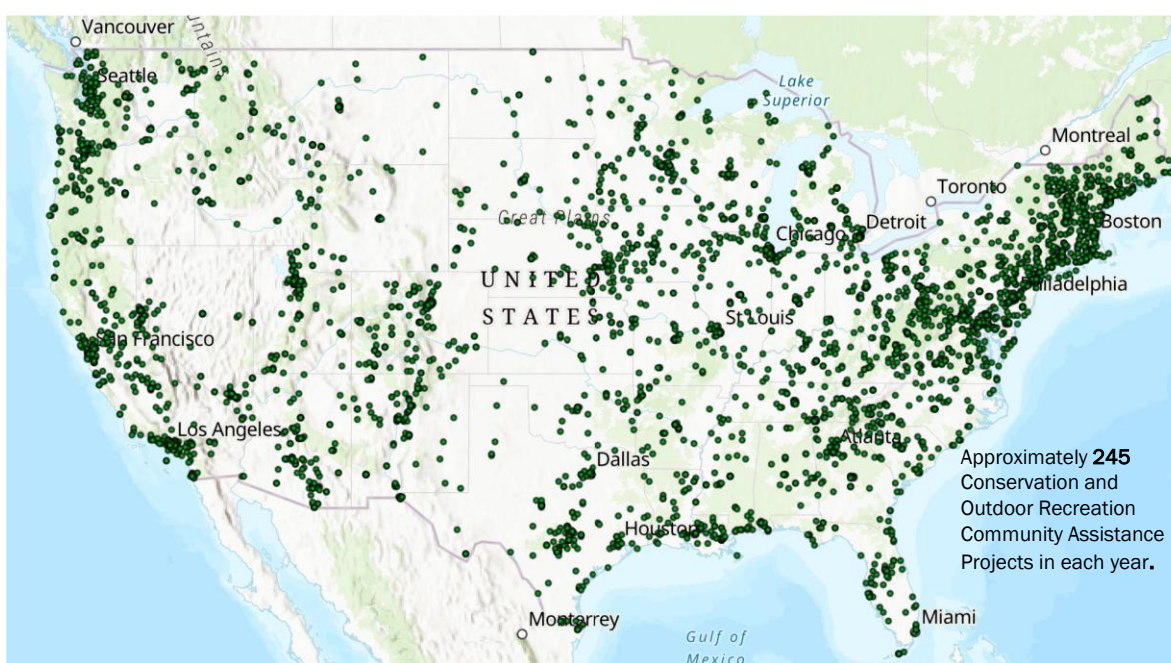 Vancouver
Seattle
Lake
Superior
Montreal
Toronto
Great Plains
Detroit
Boston
Chicago
UNITED
Philadelphia
STATES
St Louis
San Francisco
Los Angeles
Atlanta
Dallas
Approximately 245
Conservation and
Outdoor Recreation
Community Assistance
Projects in each year.
Houston
Monterrey
Miami
Gulf of
Mexico